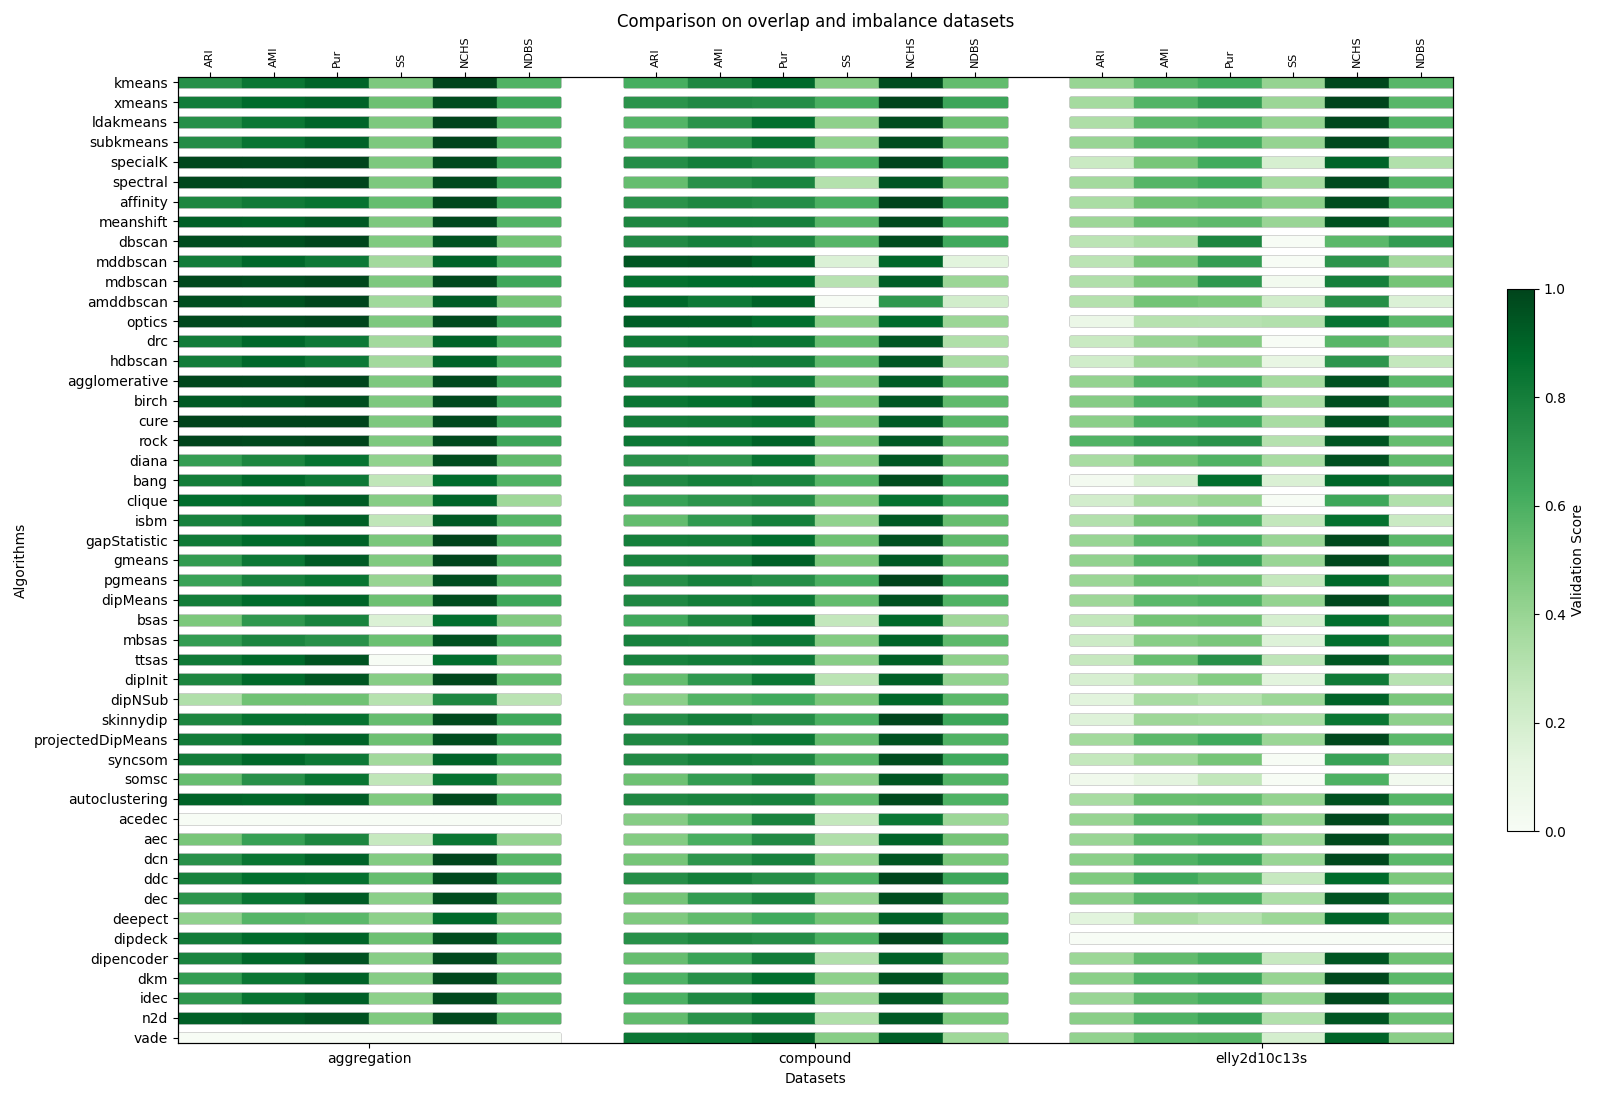 Comparison on overlap and imbalance datasets
ARI AMI Pur SS NCHS NDBS ARI AMI Pur SS NCHS NDBS ARI AMI Pur SS NCHS NDBS
kmeans
xmeans
ldakmeans
subkmeans
specialK
spectral
affinity
meanshift
dbscan
mddbscan
mdbscan
amddbscan
optics
drc
hdbscan
agglomerative
birch
cure
rock
diana
bang
clique
isbm
gapStatistic
gmeans
pgmeans
dipMeans
bsas
mbsas
ttsas
dipInit
dipNSub
skinnydip
projectedDipMeans
syncsom
somsc
autoclustering
acedec
aec
dcn
ddc
dec
deepect
dipdeck
dipencoder
dkm
idec
n2d
vade
Algorithms
aggregation compound elly2d10c13s
Datasets
1.0
0.8
0.6
0.4
0.2
0.0
Validation Score